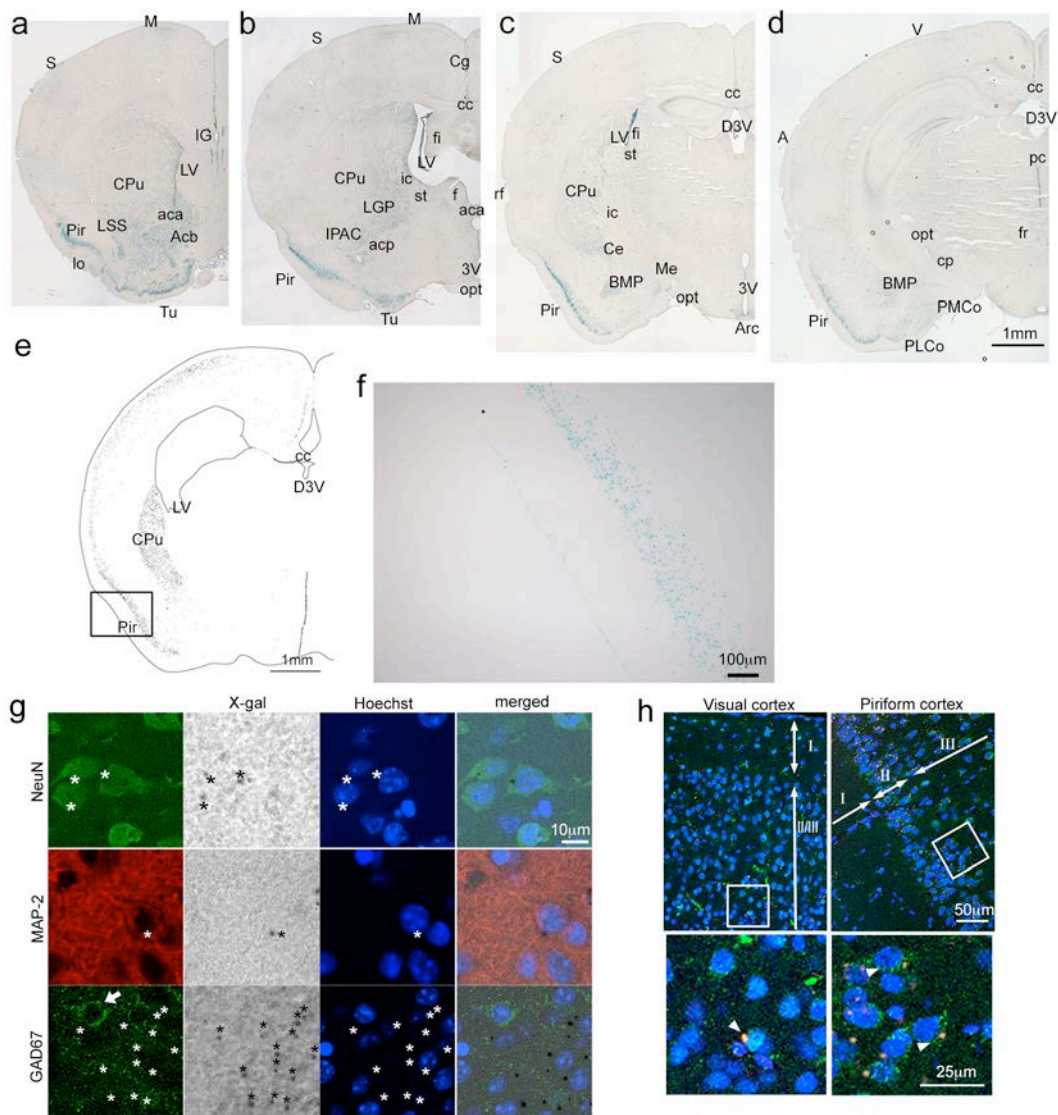 a
M
S
IG
LV
CPu
aca
LSS
Pir
Acb
lo
Tu
b
M
S
Cg
cc
fi
LV
CPu
ic
st
f
LGP
aca
IPAC
acp
3V
Pir
opt
Tu
c
S
cc
LV fi
D3V
st
rf
CPu
ic
Ce
Me
BMP
opt
3V
Pir
Arc
d
V
cc
D3V
A
pc
opt
fr
cp
BMP
PMCo
Pir
1mm
PLCo
e
cc
D3V
LV
CPu
Pir
1mm
f
100μm
g
X-gal Hoechst merged
NeuN
* * * * * * * *
10μm
MAP-2
* * *
GAD67
h
Visual cortex Piriform cortex
I
II/III
III
II
I
50μm
25μm